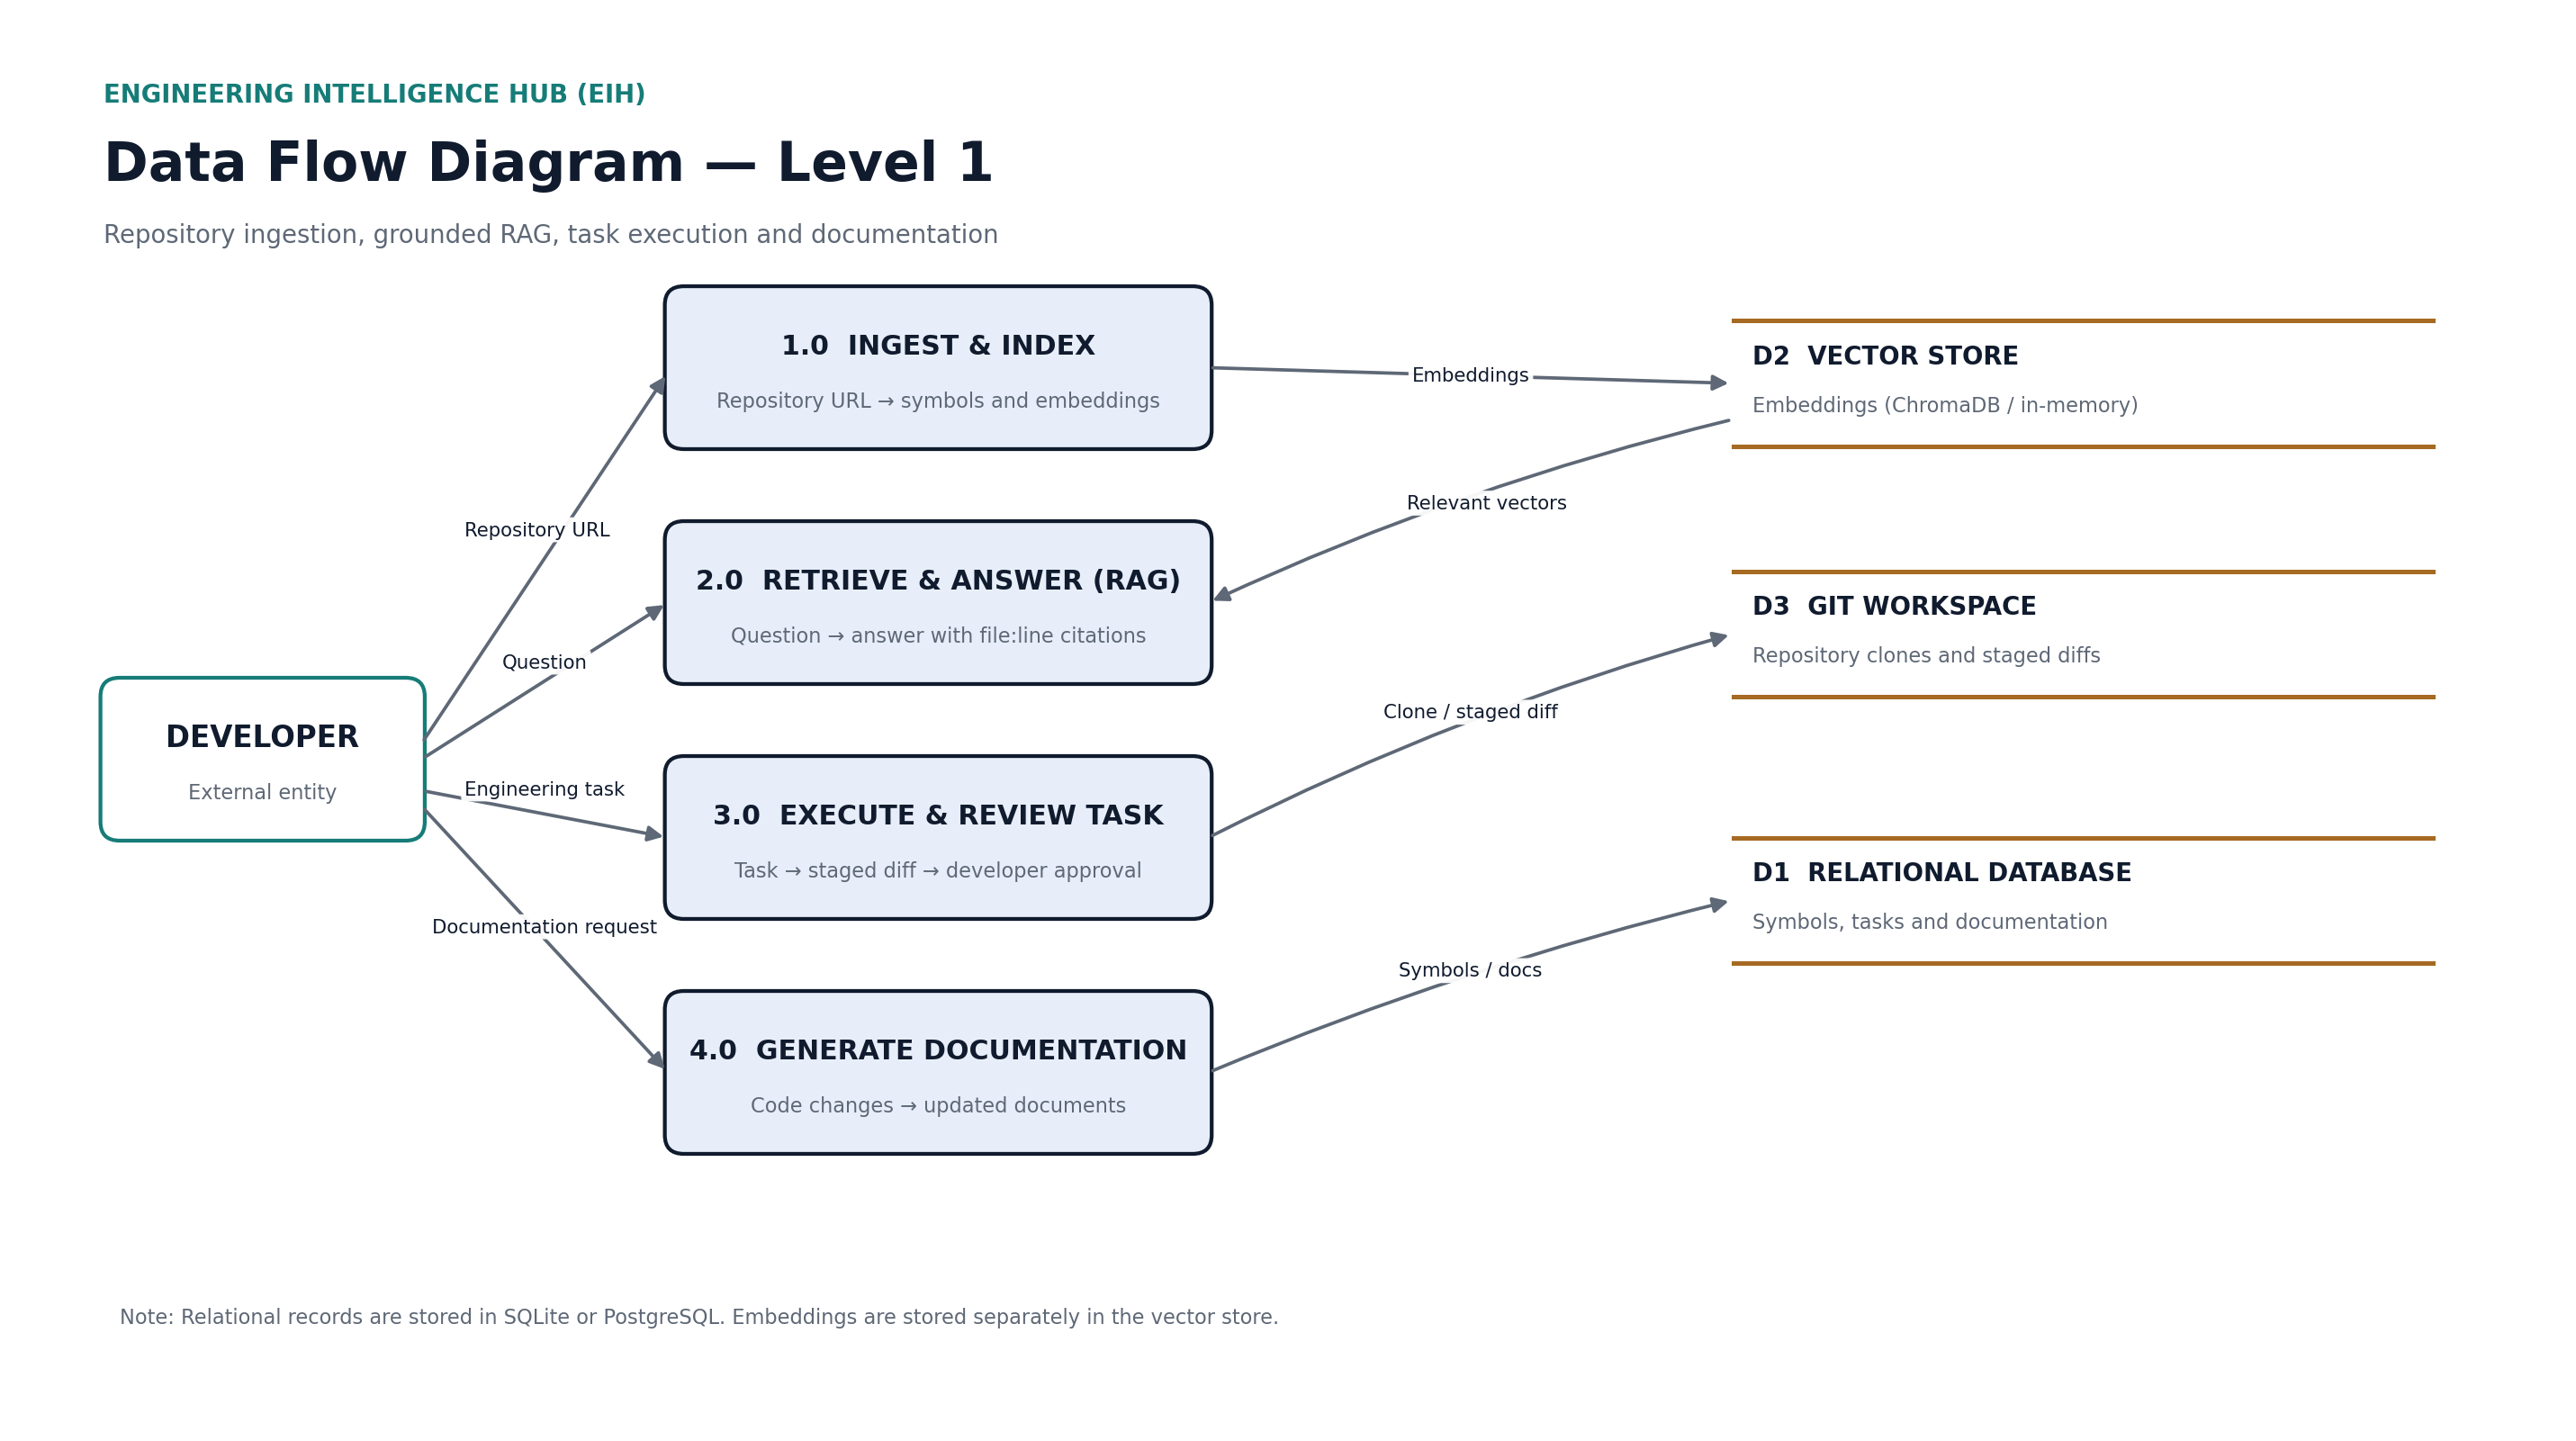 ENGINEERING INTELLIGENCE HUB (EIH)
Data Flow Diagram — Level 1
Repository ingestion, grounded RAG, task execution and documentation
DEVELOPER
External entity
Repository URL
Question
Engineering task
Documentation request
1.0 INGEST & INDEX
Repository URL → symbols and embeddings
2.0 RETRIEVE & ANSWER (RAG)
Question → answer with file:line citations
3.0 EXECUTE & REVIEW TASK
Task → staged diff → developer approval
4.0 GENERATE DOCUMENTATION
Code changes → updated documents
Embeddings
Relevant vectors
Clone / staged diff
Symbols / docs
D2 VECTOR STORE
Embeddings (ChromaDB / in-memory)
D3 GIT WORKSPACE
Repository clones and staged diffs
D1 RELATIONAL DATABASE
Symbols, tasks and documentation
Note: Relational records are stored in SQLite or PostgreSQL. Embeddings are stored separately in the vector store.